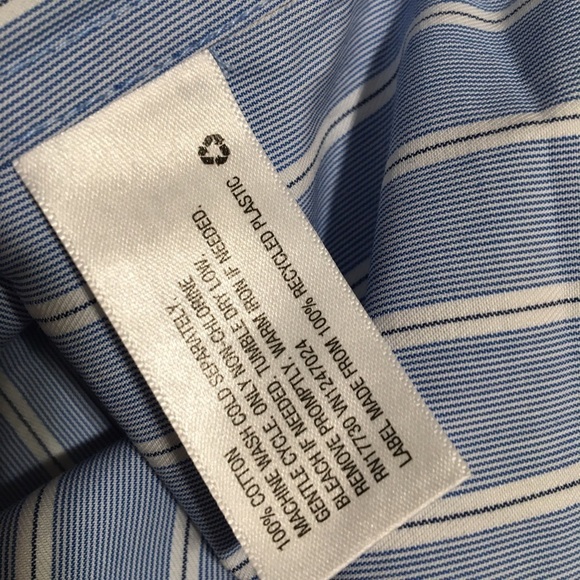 100% COTTON
MACHINE WASH COLD SEPARATELY,
GENTLE CYCLE. ONLY NON-CHLORINE
BLEACH IF NEEDED. TUMBLE DRY LOW,
REMOVE PROMPTLY. WARM IRON IF NEEDED.
RN17730 VN1247024
LABEL MADE FROM 100% RECYCLED PLASTIC